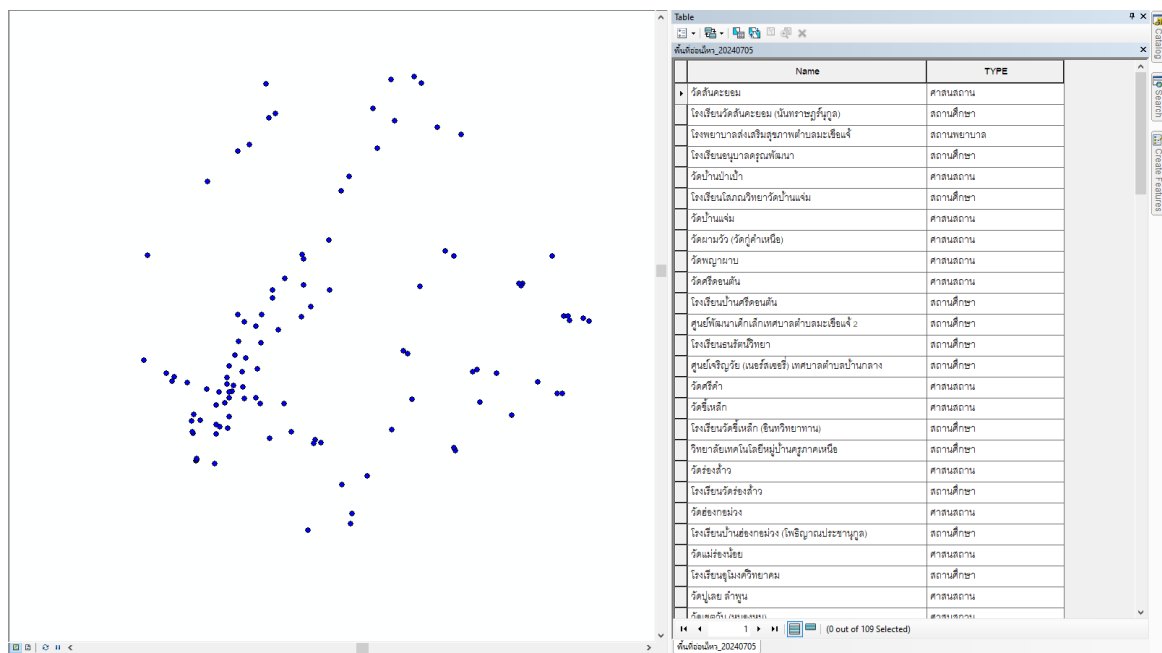 Table
พื้นที่อ่อนไหว_20240705
Name TYPE
วัดสันคะยอม ศาสนสถาน
โรงเรียนวัดสันคะยอม (นันทราษฎร์นุกูล) สถานศึกษา
โรงพยาบาลส่งเสริมสุขภาพตำบลมะเขือแจ้ สถานพยาบาล
โรงเรียนอนุบาลดรุณพัฒนา สถานศึกษา
วัดบ้านป่าเป้า ศาสนสถาน
โรงเรียนโสภณวิทยาวัดบ้านแจ่ม สถานศึกษา
วัดบ้านแจ่ม ศาสนสถาน
วัดผามวัว (วัดกู่คำเหนือ) ศาสนสถาน
วัดพญาผาบ ศาสนสถาน
วัดศรีดอนตัน ศาสนสถาน
โรงเรียนบ้านศรีดอนตัน สถานศึกษา
ศูนย์พัฒนาเด็กเล็กเทศบาลตำบลมะเขือแจ้ 2 สถานศึกษา
โรงเรียนธนรัตน์วิทยา สถานศึกษา
ศูนย์เจริญวัย (เนอร์สเซอรี่) เทศบาลตำบลบ้านกลาง สถานศึกษา
วัดศรีคำ ศาสนสถาน
วัดขี้เหล็ก ศาสนสถาน
โรงเรียนวัดขี้เหล็ก (อินทวิทยาทาน) สถานศึกษา
วิทยาลัยเทคโนโลยีหมู่บ้านครูภาคเหนือ สถานศึกษา
วัดร่องส้าว ศาสนสถาน
โรงเรียนวัดร่องส้าว สถานศึกษา
วัดฮ่องกอม่วง ศาสนสถาน
โรงเรียนบ้านฮ่องกอม่วง (โพธิญาณประชานุกูล) สถานศึกษา
วัดแม่ร่องน้อย ศาสนสถาน
โรงเรียนอุโมงค์วิทยาคม สถานศึกษา
วัดปูเลย ลำพูน ศาสนสถาน
1 (0 out of 109 Selected)
พื้นที่อ่อนไหว_20240705
Catalog
Search
Create Features